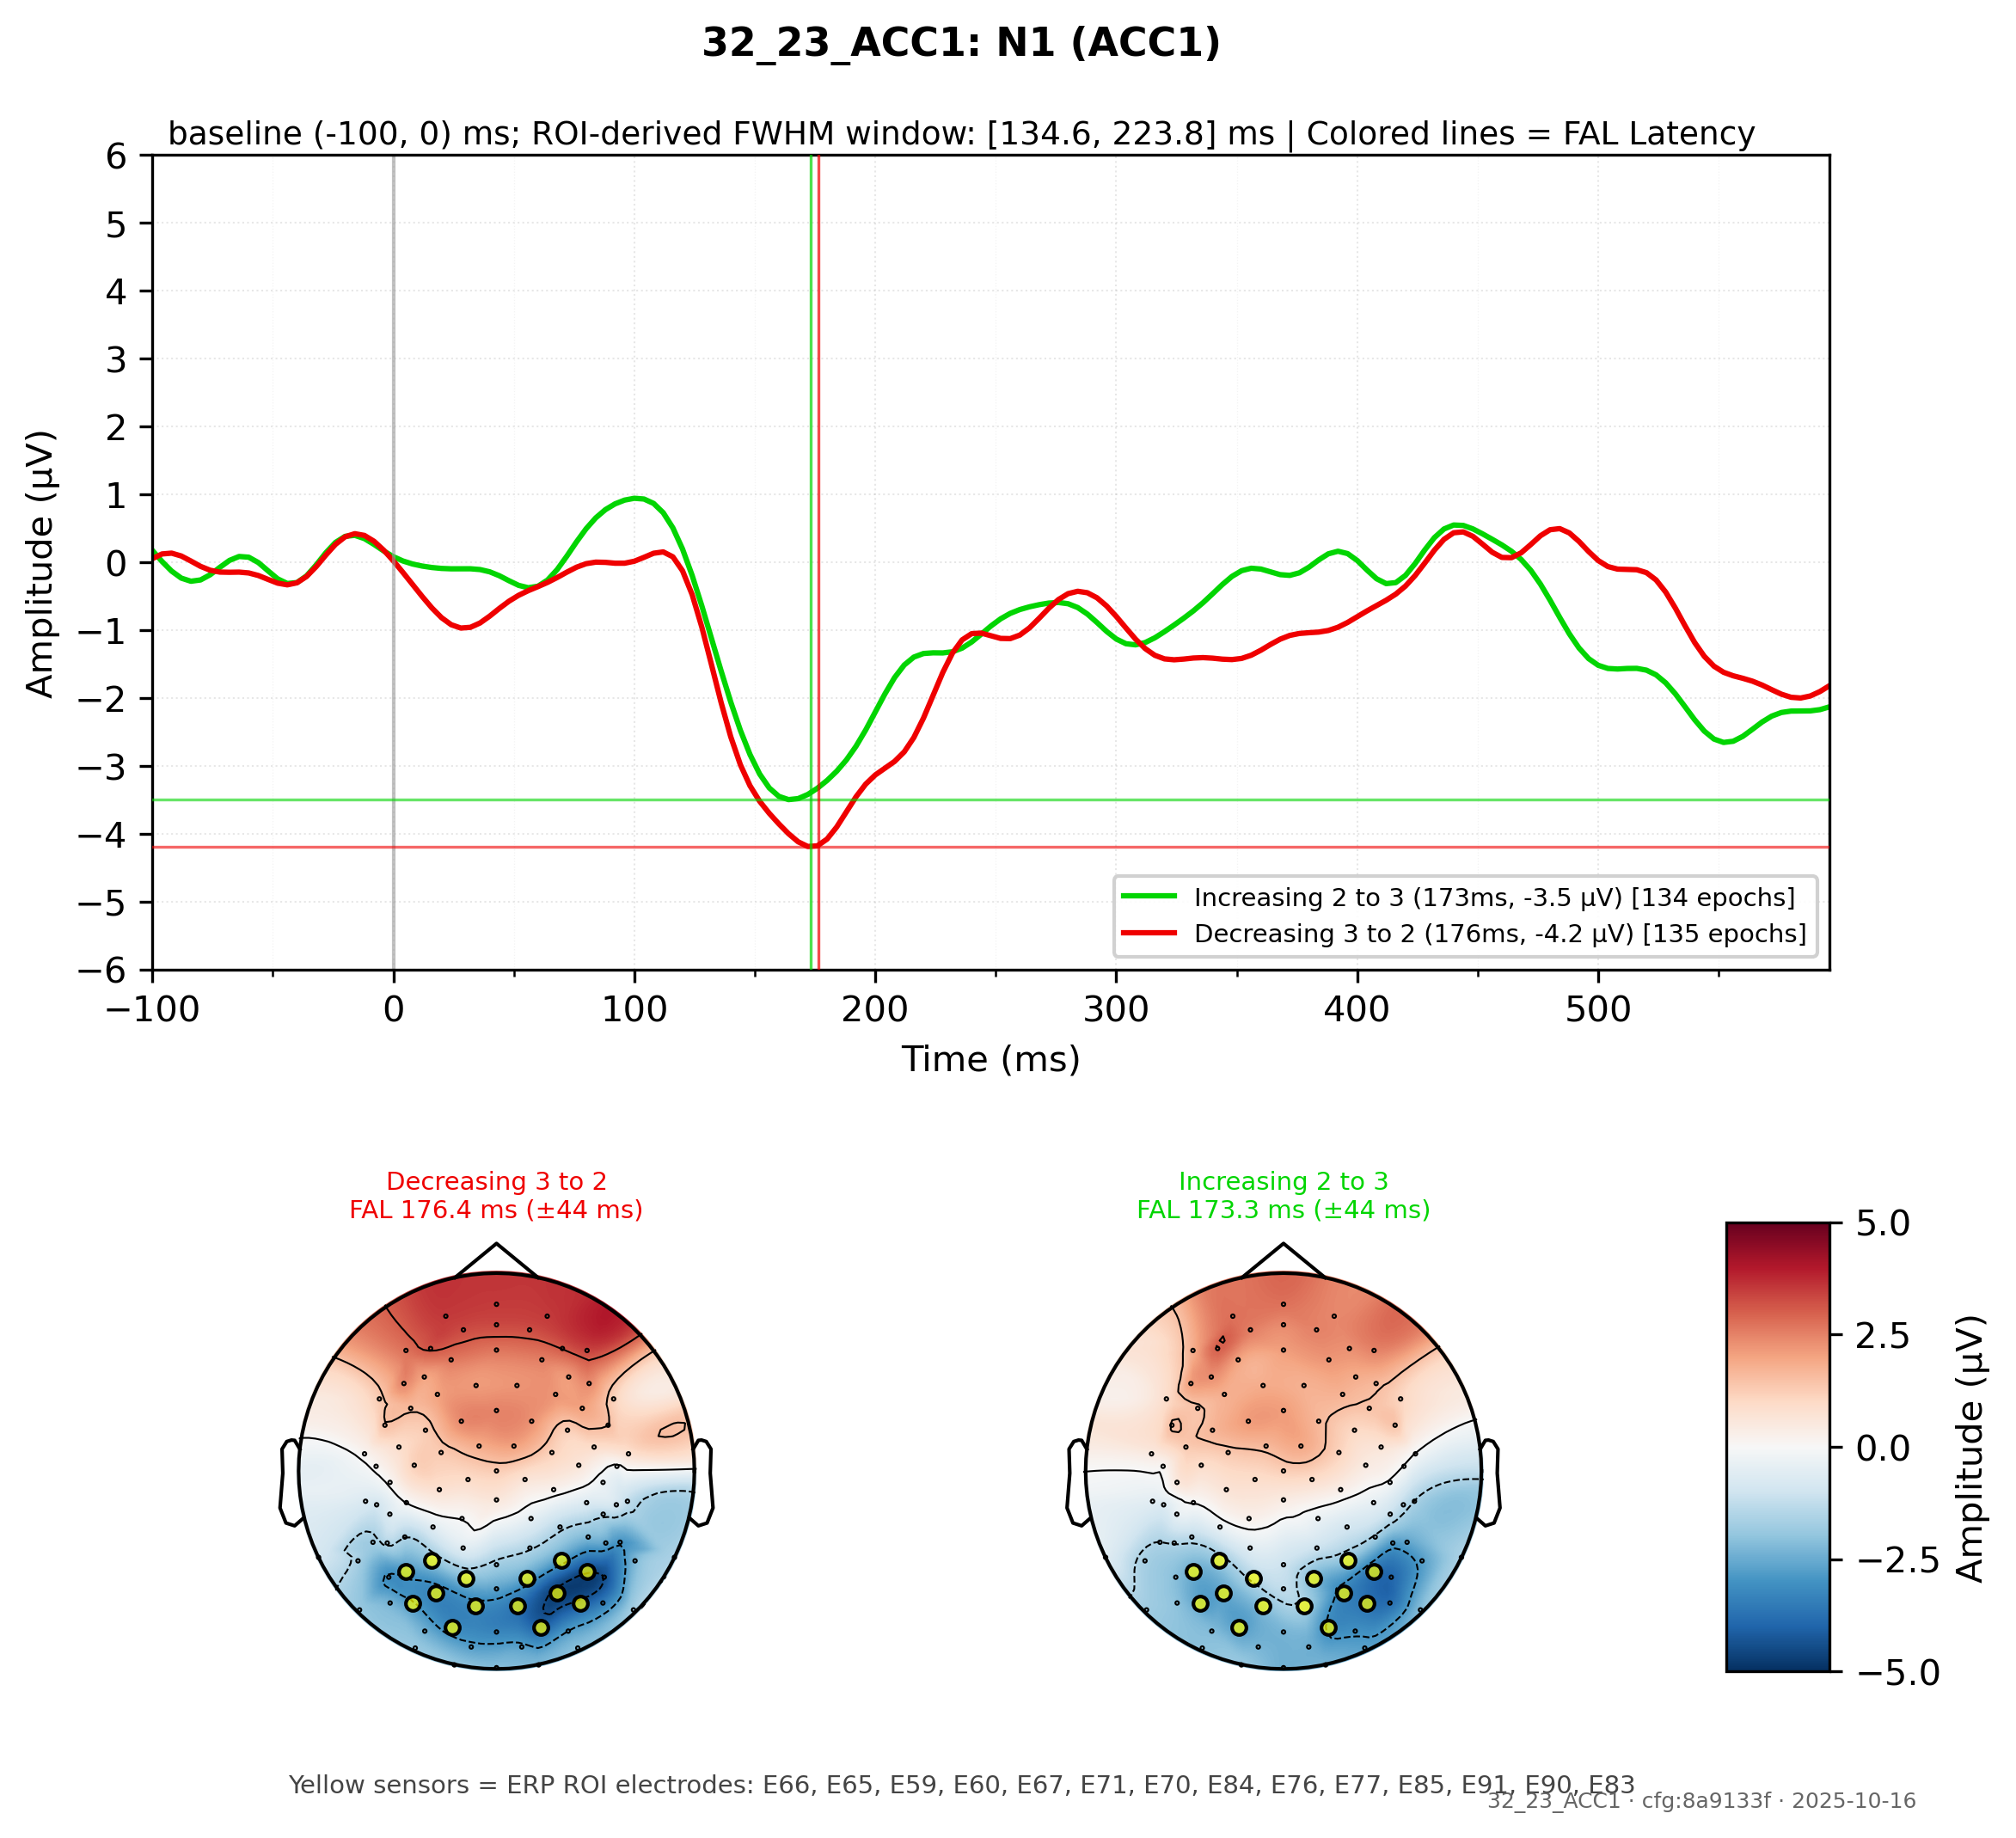 32_23_ACC1: N1 (ACC1)
baseline (-100, 0) ms; ROI-derived FWHM window: [134.6, 223.8] ms | Colored lines = FAL Latency
6
5
4
3
2
1
0
−1
−2
−3
−4
−5
−6
Amplitude (µV)
Increasing 2 to 3 (173ms, -3.5 µV) [134 epochs]
Decreasing 3 to 2 (176ms, -4.2 µV) [135 epochs]
−100 0 100 200 300 400 500
Time (ms)
Decreasing 3 to 2
FAL 176.4 ms (±44 ms)
Increasing 2 to 3
FAL 173.3 ms (±44 ms)
5.0
2.5
0.0
−2.5
−5.0
Amplitude (µV)
Yellow sensors = ERP ROI electrodes: E66, E65, E59, E60, E67, E71, E70, E84, E76, E77, E85, E91, E90, E83
32_23_ACC1 · cfg:8a9133f · 2025-10-16